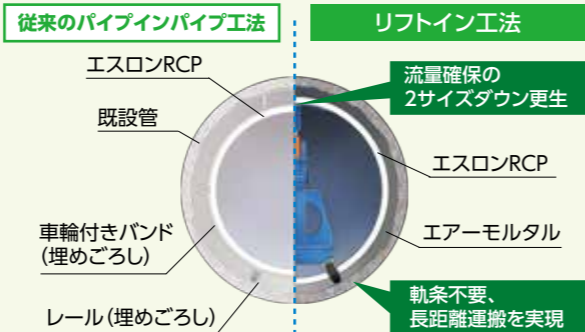 従来のパイプインパイプ工法
リフトイン工法
エスロンRCP
既設管
車輪付きバンド
(埋めごろし)
レール(埋めごろし)
流量確保の
2サイズダウン更生
エスロンRCP
エアーモルタル
軌条不要、
長距離運搬を実現